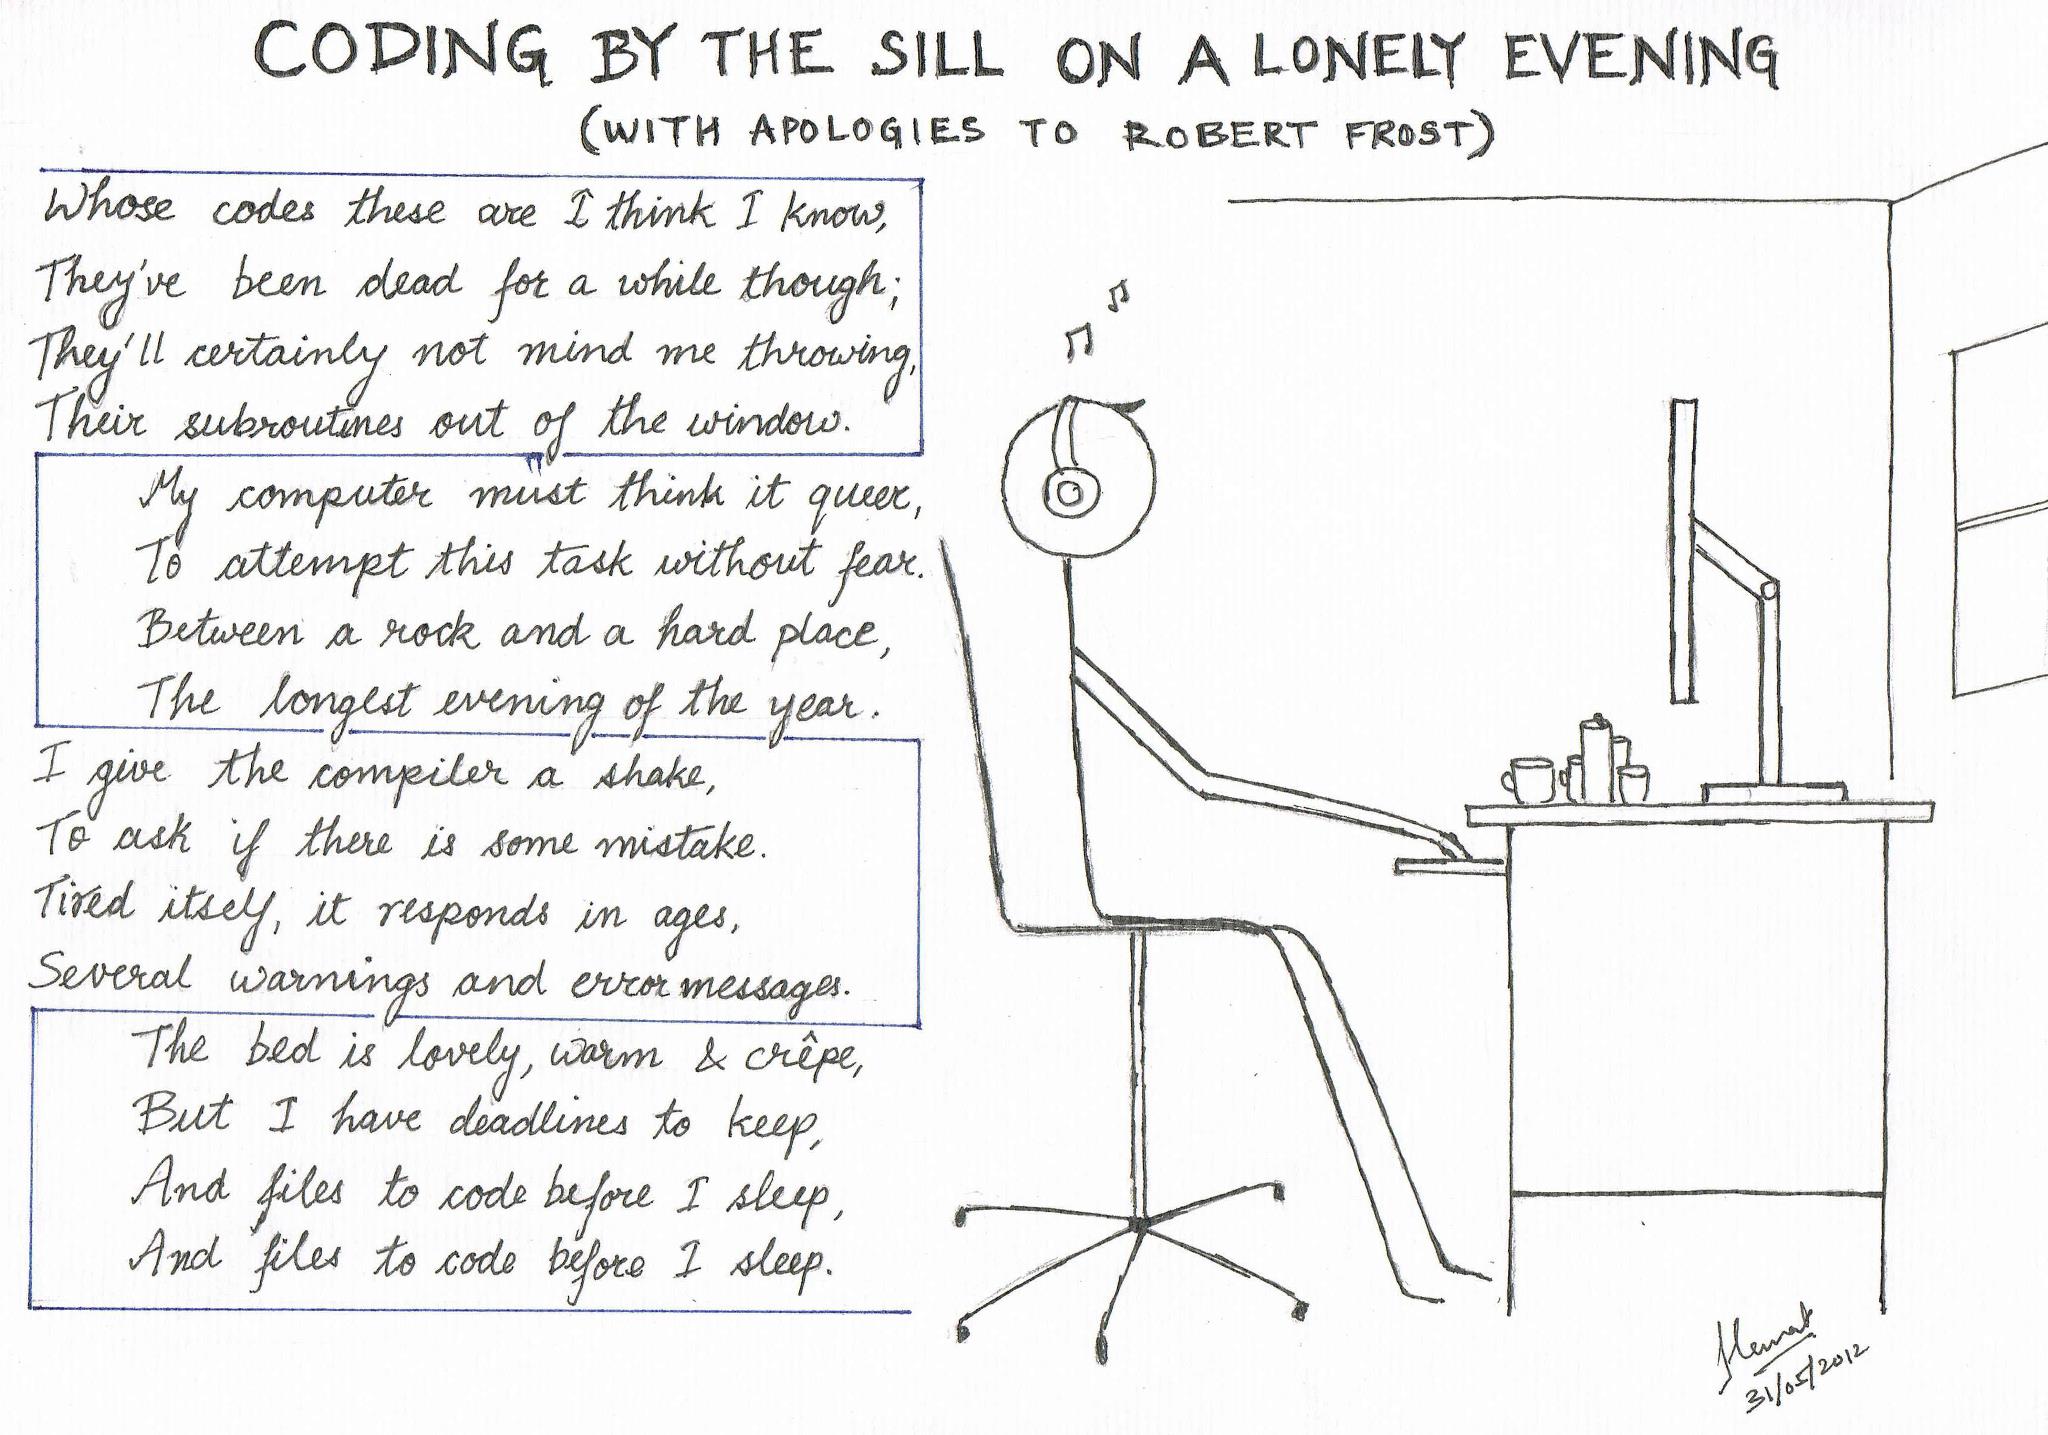 CODING BY THE SILL ON A LONELY EVENING
(WITH APOLOGIES TO ROBERT FROST)
Whose codes these are I think I know,
They've been dead for a while though;
They'll certainly not mind me throwing,
Their subroutines out of the window.
My computer must think it queer,
To attempt this task without fear.
Between a rock and a hard place,
The longest evening of the year.
I give the compiler a shake,
To ask if there is some mistake.
Tired itself, it responds in ages,
Several warnings and error messages.
The bed is lovely, warm & crêpe,
But I have deadlines to keep,
And files to code before I sleep,
And files to code before I sleep.
31/05/2012